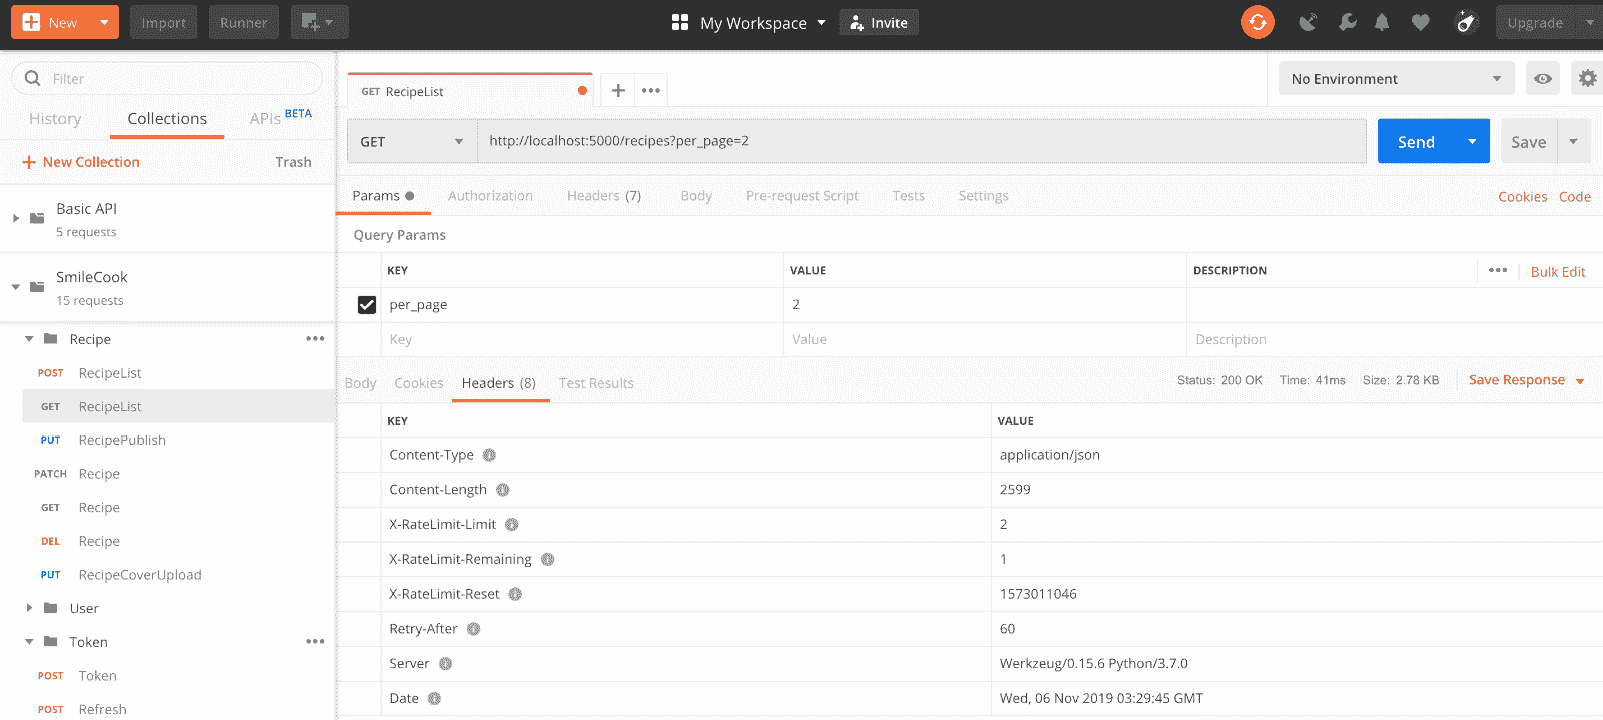 New Import Runner My Workspace Invite Upgrade
Filter
History Collections APIs BETA
New Collection Trash
Basic API
5 requests
SmileCook
15 requests
Recipe
POST RecipeList
GET RecipeList
PUT RecipePublish
PATCH Recipe
GET Recipe
DEL Recipe
PUT RecipeCoverUpload
User
Token
POST Token
POST Refresh
GET RecipeList
No Environment
GET http://localhost:5000/recipes?per_page=2 Send Save
Params Authorization Headers (7) Body Pre-request Script Tests Settings Cookies Code
Query Params
KEY VALUE DESCRIPTION Bulk Edit
per_page 2
Key Value Description
Body Cookies Headers (8) Test Results Status: 200 OK Time: 41ms Size: 2.78 KB Save Response
KEY VALUE
Content-Type application/json
Content-Length 2599
X-RateLimit-Limit 2
X-RateLimit-Remaining 1
X-RateLimit-Reset 1573011046
Retry-After 60
Server Werkzeug/0.15.6 Python/3.7.0
Date Wed, 06 Nov 2019 03:29:45 GMT